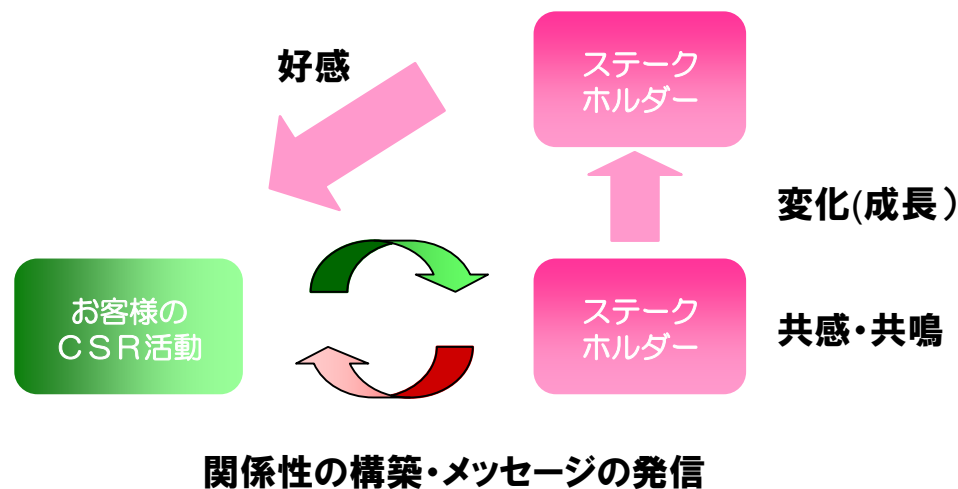 好感
ステーク
ホルダー
変化(成長)
お客様の
CSR活動
ステーク
ホルダー
共感・共鳴
関係性の構築・メッセージの発信